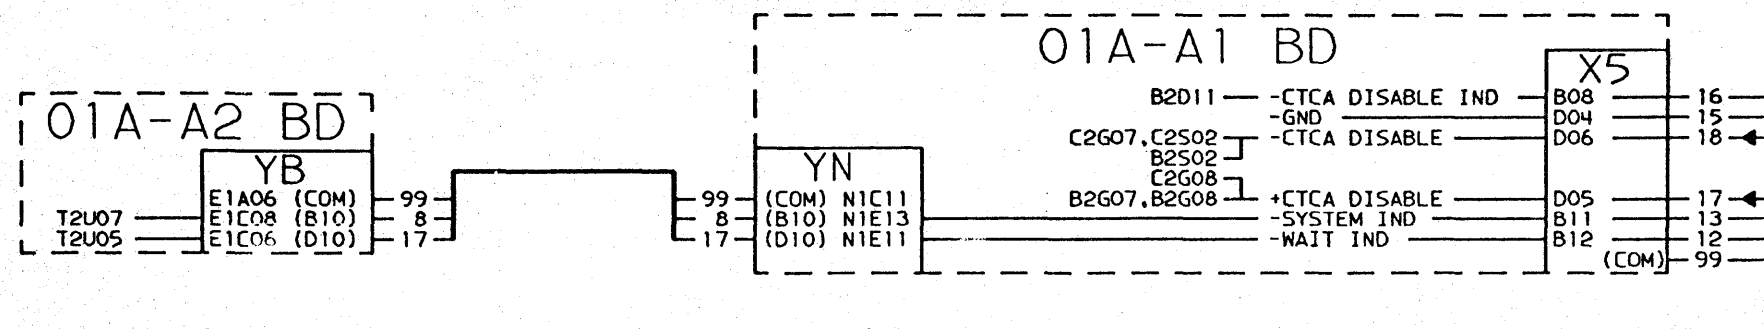 01A-A1 BD
X5
B2D11 -CTCA DISABLE IND B08 16
-GND D04 15
C2G07,C2S02 -CTCA DISABLE D06 18
B2S02
C2G08
B2G07,B2G08 +CTCA DISABLE D05 17
-SYSTEM IND B11 13
-WAIT IND B12 12
(COM) 99
01A-A2 BD
YB
E1A06 (COM) 99
T2U07 E1C08 (B10) 8
T2U05 E1C06 (D10) 17
YN
99 (COM) N1C11
8 (B10) N1E13
17 (D10) N1E11